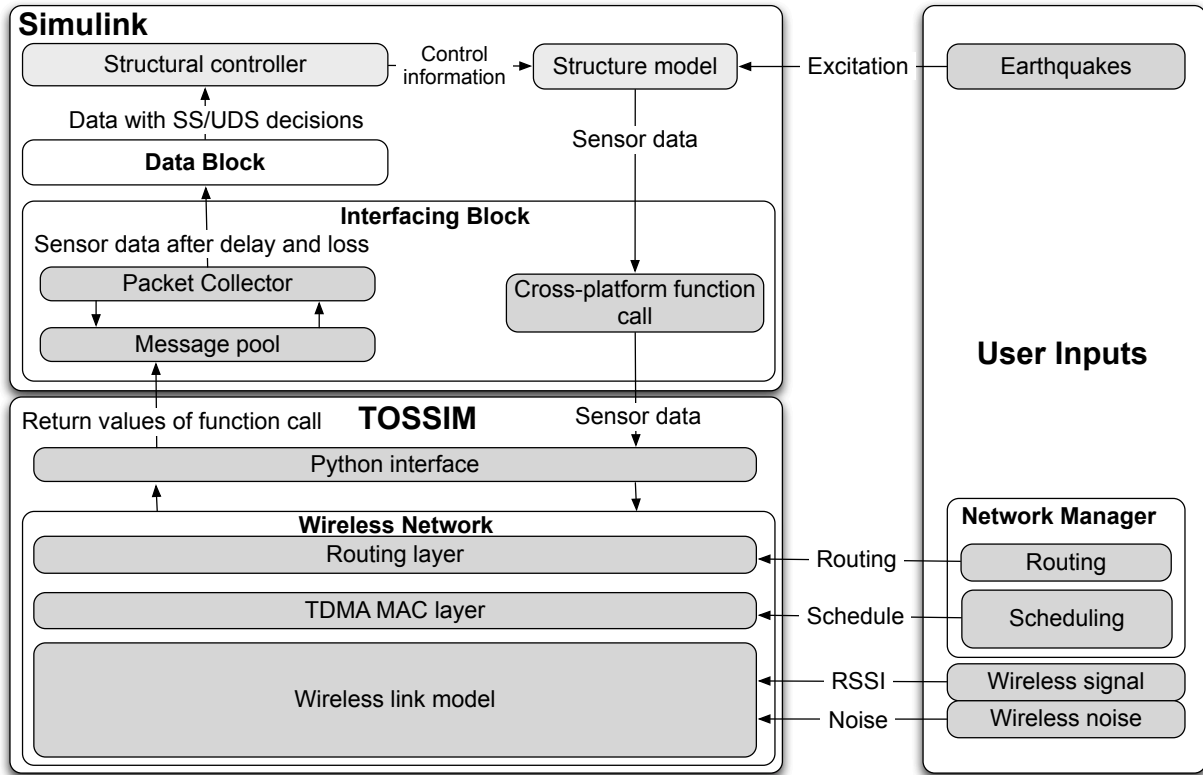 Simulink
Structural controller
Control
information
Structure model
Excitation
Earthquakes
Data with SS/UDS decisions
Sensor data
Data Block
Interfacing Block
Sensor data after delay and loss
Packet Collector
Cross-platform function
call
Message pool
User Inputs
Return values of function call
TOSSIM
Sensor data
Python interface
Wireless Network
Network Manager
Routing layer
Routing
Routing
TDMA MAC layer
Schedule
Scheduling
Wireless link model
RSSI
Wireless signal
Noise
Wireless noise